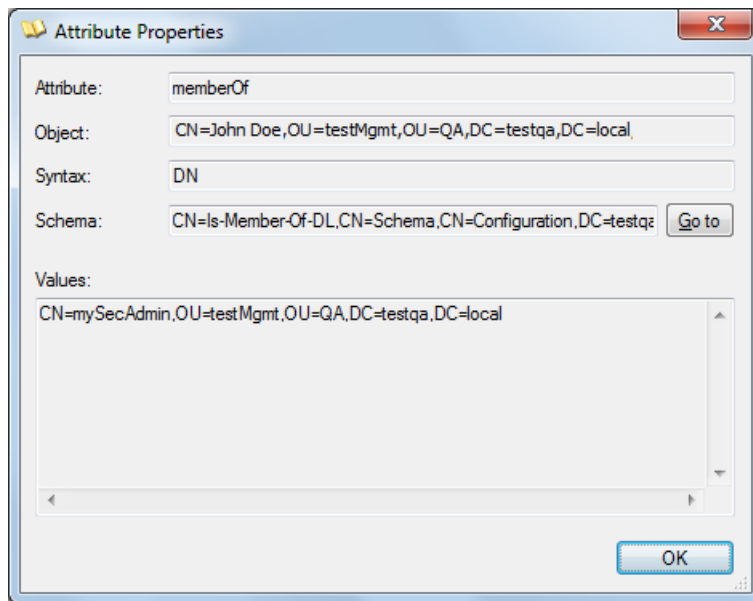 Attribute Properties
Attribute: memberOf
Object: CN=John Doe,OU=testMgmt,OU=QA,DC=testqa,DC=local,
Syntax: DN
Schema: CN=Is-Member-Of-DL,CN=Schema,CN=Configuration,DC=testqa Go to
Values:
CN=mySecAdmin,OU=testMgmt,OU=QA,DC=testqa,DC=local
OK